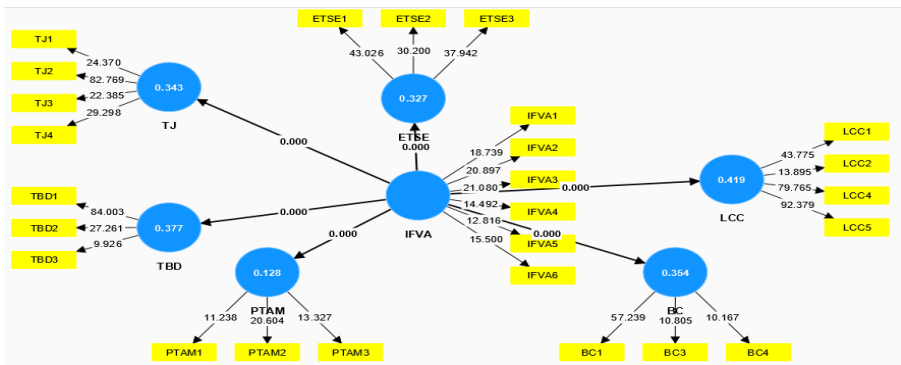 ETSE1 ETSE2 ETSE3
43.026 30.200 37.942
TJ1
TJ2
TJ3
TJ4
24.370
82.769
22.385
29.298
0.343
TJ
0.327
ETSE
0.000
0.000
IFVA1
IFVA2
IFVA3
IFVA4
IFVA5
IFVA6
18.739
20.897
21.080
14.492
12.816
15.500
IFVA
0.000
0.419
LCC
43.775
13.895
79.765
92.379
LCC1
LCC2
LCC4
LCC5
TBD1
TBD2
TBD3
84.003
27.261
9.926
0.377
TBD
0.000
0.000
0.128
PTAM
11.238 20.604 13.327
PTAM1 PTAM2 PTAM3
0.000
0.354
BC
57.239 10.805 10.167
BC1 BC3 BC4